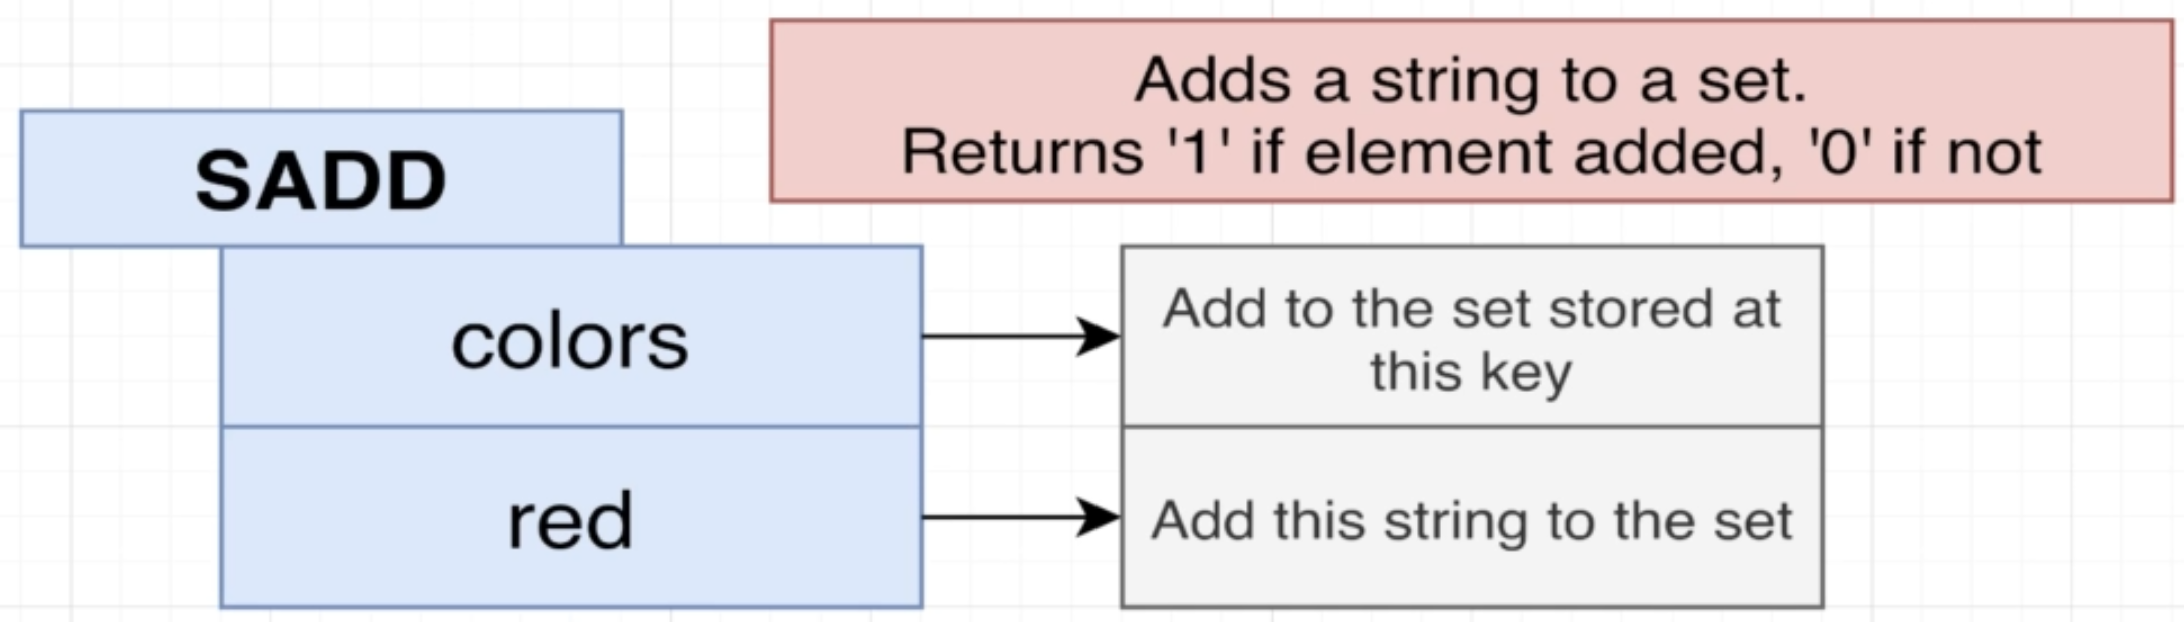 Adds a string to a set.
Returns '1' if element added, '0' if not
SADD
colors
Add to the set stored at
this key
red
Add this string to the set